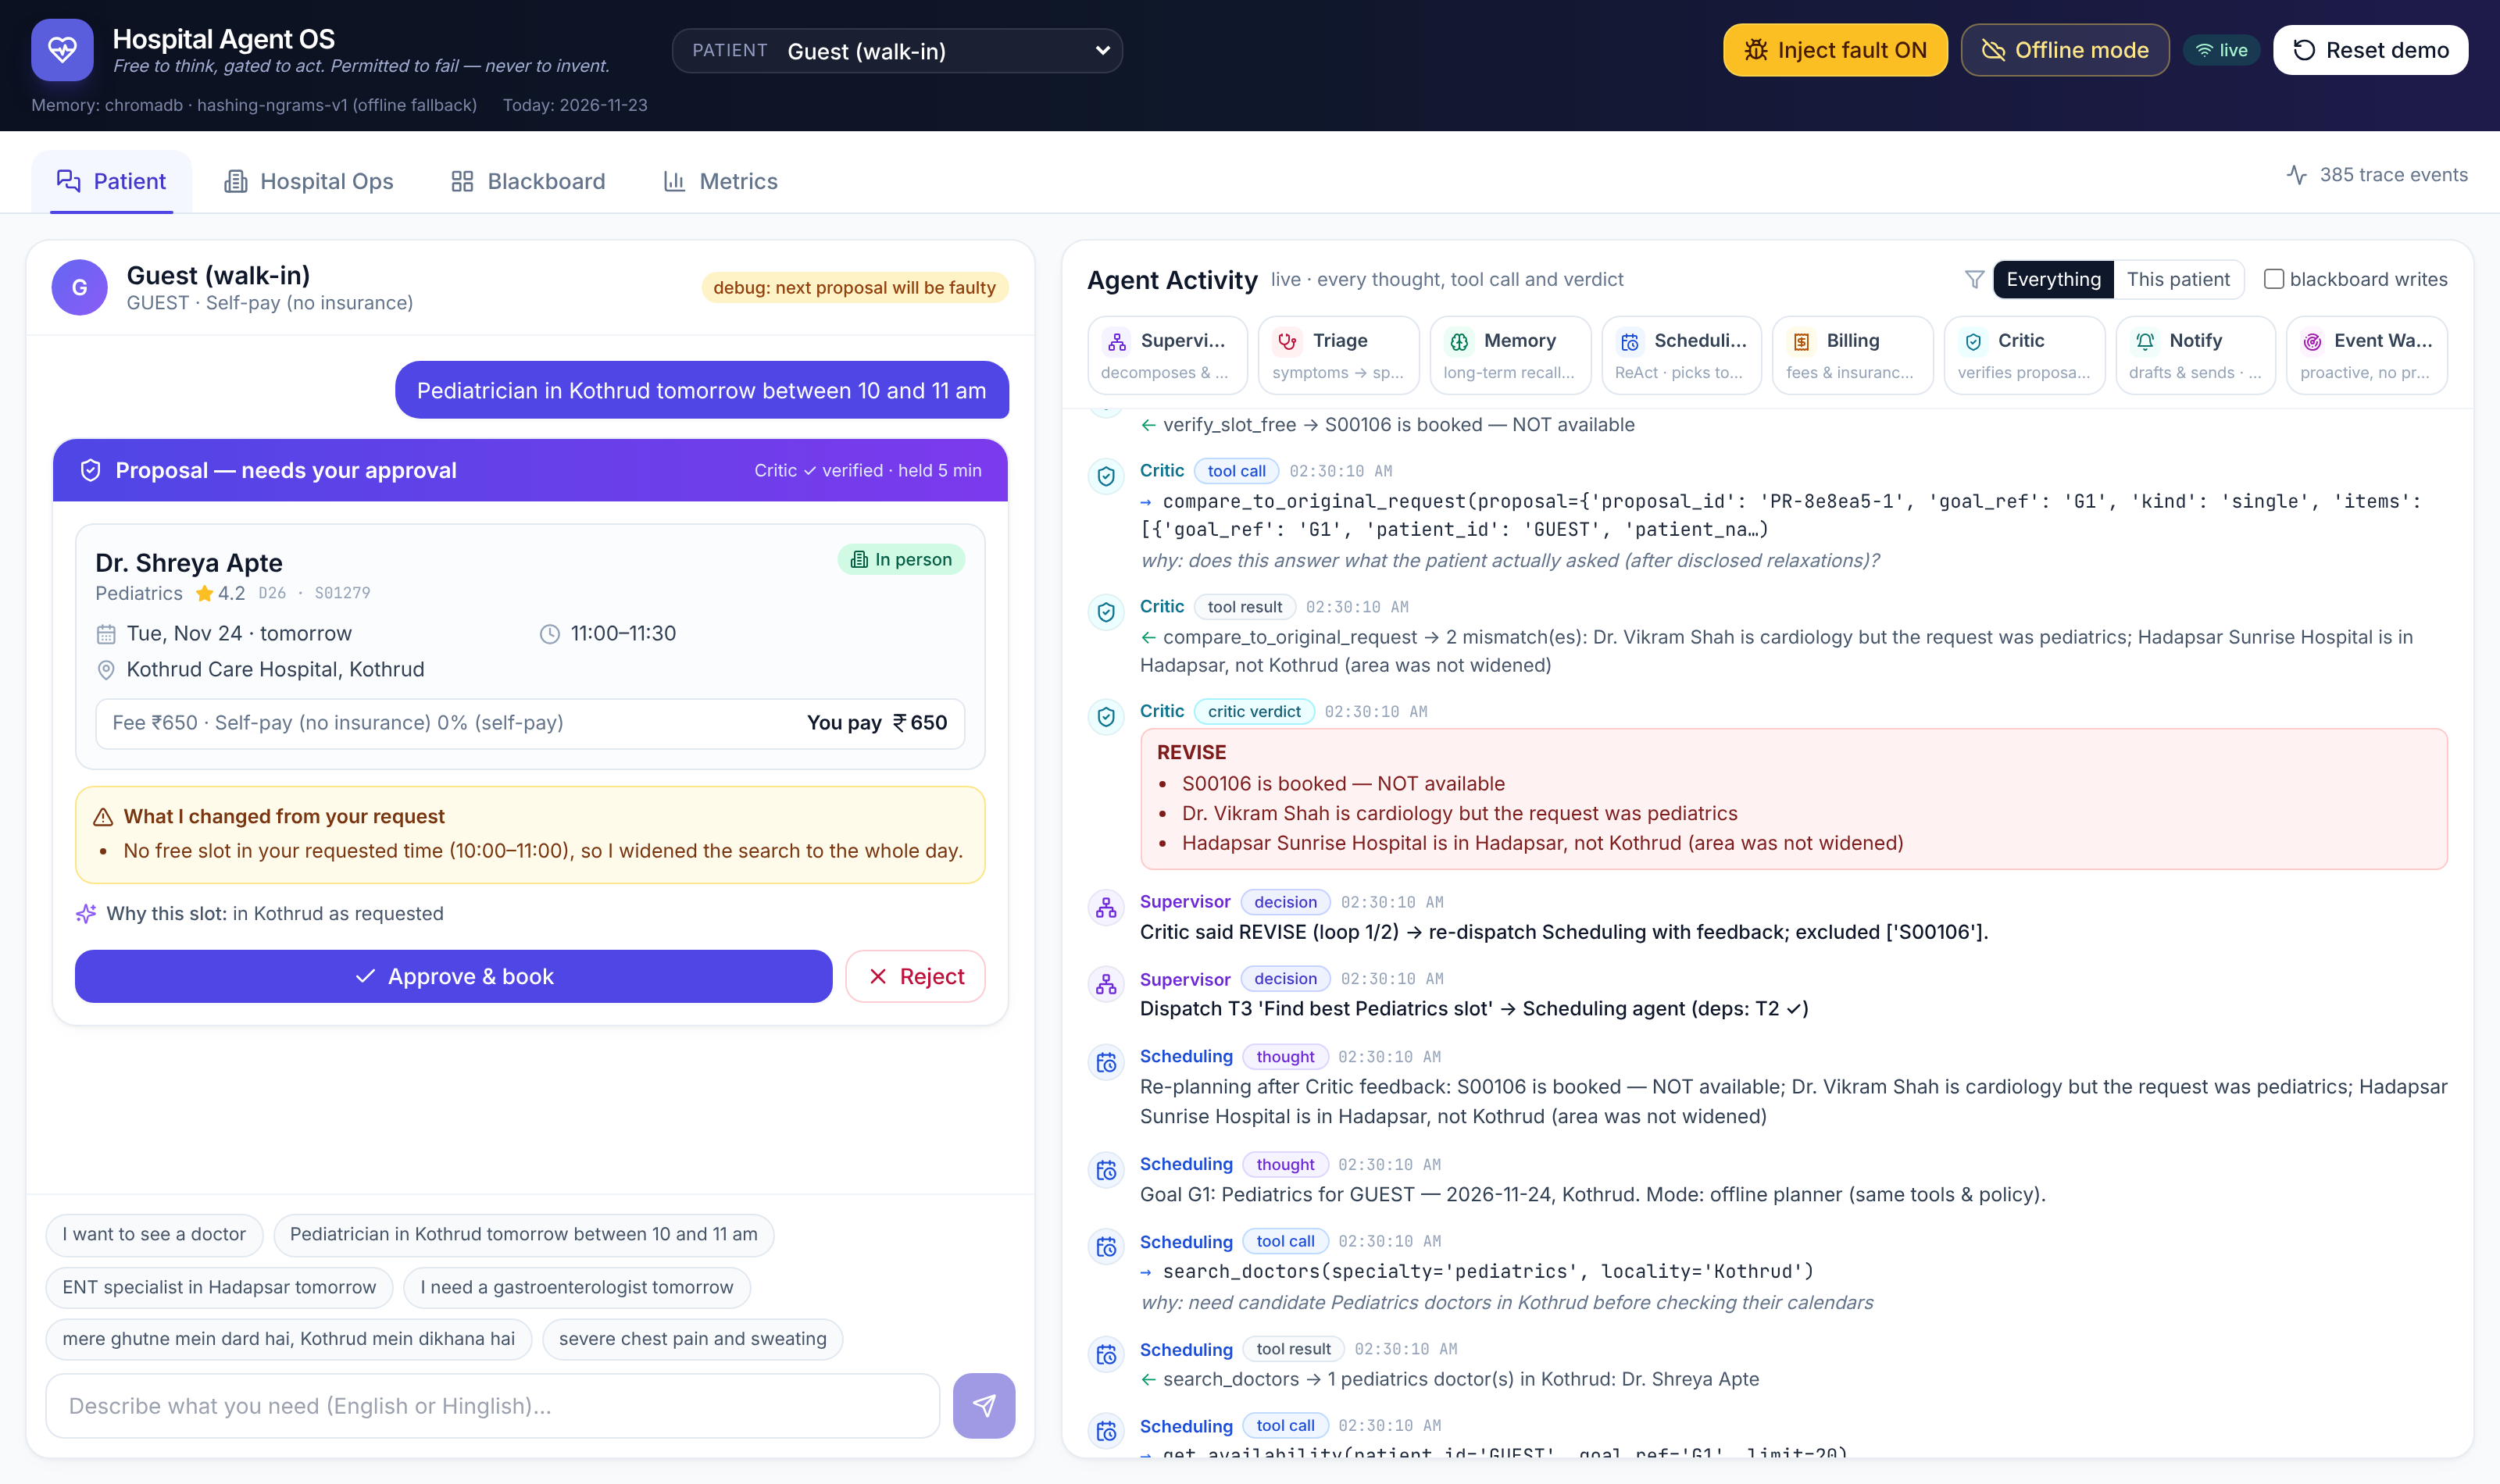 Hospital Agent OS
Free to think, gated to act. Permitted to fail — never to invent.
PATIENT Guest (walk-in)
Inject fault ON
Offline mode
live
Reset demo
Memory: chromadb · hashing-ngrams-v1 (offline fallback) Today: 2026-11-23
Patient
Hospital Ops
Blackboard
Metrics
385 trace events
G
Guest (walk-in)
GUEST · Self-pay (no insurance)
debug: next proposal will be faulty
Pediatrician in Kothrud tomorrow between 10 and 11 am
Proposal — needs your approval
Critic ✓ verified · held 5 min
Dr. Shreya Apte
In person
Pediatrics 4.2 D26 · S01279
Tue, Nov 24 · tomorrow
11:00–11:30
Kothrud Care Hospital, Kothrud
Fee ₹650 · Self-pay (no insurance) 0% (self-pay)
You pay ₹650
What I changed from your request
• No free slot in your requested time (10:00–11:00), so I widened the search to the whole day.
Why this slot: in Kothrud as requested
Approve & book
Reject
I want to see a doctor
Pediatrician in Kothrud tomorrow between 10 and 11 am
ENT specialist in Hadapsar tomorrow
I need a gastroenterologist tomorrow
mere ghutne mein dard hai, Kothrud mein dikhana hai
severe chest pain and sweating
Describe what you need (English or Hinglish)...
Agent Activity live · every thought, tool call and verdict
Everything
This patient
blackboard writes
Supervi...
decomposes & ...
Triage
symptoms → sp...
Memory
long-term recall...
Scheduli...
ReAct · picks to...
Billing
fees & insuranc...
Critic
verifies proposa...
Notify
drafts & sends · ...
Event Wa...
proactive, no pr...
← verify_slot_free → S00106 is booked — NOT available
Critic tool call 02:30:10 AM
→ compare_to_original_request(proposal={'proposal_id': 'PR-8e8ea5-1', 'goal_ref': 'G1', 'kind': 'single', 'items':
[{'goal_ref': 'G1', 'patient_id': 'GUEST', 'patient_na…)
why: does this answer what the patient actually asked (after disclosed relaxations)?
Critic tool result 02:30:10 AM
← compare_to_original_request → 2 mismatch(es): Dr. Vikram Shah is cardiology but the request was pediatrics; Hadapsar Sunrise Hospital is in
Hadapsar, not Kothrud (area was not widened)
Critic critic verdict 02:30:10 AM
REVISE
• S00106 is booked — NOT available
• Dr. Vikram Shah is cardiology but the request was pediatrics
• Hadapsar Sunrise Hospital is in Hadapsar, not Kothrud (area was not widened)
Supervisor decision 02:30:10 AM
Critic said REVISE (loop 1/2) → re-dispatch Scheduling with feedback; excluded ['S00106'].
Supervisor decision 02:30:10 AM
Dispatch T3 'Find best Pediatrics slot' → Scheduling agent (deps: T2 ✓)
Scheduling thought 02:30:10 AM
Re-planning after Critic feedback: S00106 is booked — NOT available; Dr. Vikram Shah is cardiology but the request was pediatrics; Hadapsar
Sunrise Hospital is in Hadapsar, not Kothrud (area was not widened)
Scheduling thought 02:30:10 AM
Goal G1: Pediatrics for GUEST — 2026-11-24, Kothrud. Mode: offline planner (same tools & policy).
Scheduling tool call 02:30:10 AM
→ search_doctors(specialty='pediatrics', locality='Kothrud')
why: need candidate Pediatrics doctors in Kothrud before checking their calendars
Scheduling tool result 02:30:10 AM
← search_doctors → 1 pediatrics doctor(s) in Kothrud: Dr. Shreya Apte
Scheduling tool call 02:30:10 AM
→ get_availability(patient_id='GUEST', goal_ref='G1', limit=20)